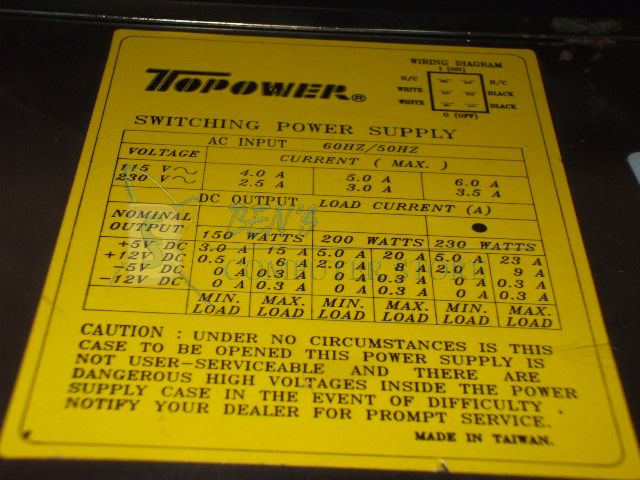 TOPOWER®
WIRING DIAGRAM
1 (ON)
N/C N/C
WHITE BLACK
WHITE BLACK
0 (OFF)
SWITCHING POWER SUPPLY
AC INPUT 60HZ/50HZ
VOLTAGE CURRENT ( MAX. )
115 V~ 4.0 A 5.0 A 6.0 A
230 V~ 2.5 A 3.0 A 3.5 A
DC OUTPUT LOAD CURRENT (A)
BEN'S
COMPUTER STORE
NOMINAL
OUTPUT 150 WATTS 200 WATTS 230 WATTS
+5V DC 3.0 A 15 A 5.0 A 20 A 5.0 A 23 A
+12V DC 0.5 A 6 A 2.0 A 8 A 2.0 A 9 A
-5V DC 0 A 0.3 A 0 A 0.3 A 0 A 0.3 A
-12V DC 0 A 0.3 A 0 A 0.3 A 0 A 0.3 A
MIN. LOAD MAX. LOAD MIN. LOAD MAX. LOAD MIN. LOAD MAX. LOAD
CAUTION : UNDER NO CIRCUMSTANCES IS THIS
CASE TO BE OPENED THIS POWER SUPPLY IS
NOT USER-SERVICEABLE AND THERE ARE
DANGEROUS HIGH VOLTAGES INSIDE THE POWER
SUPPLY CASE IN THE EVENT OF DIFFICULTY
NOTIFY YOUR DEALER FOR PROMPT SERVICE.
MADE IN TAIWAN.